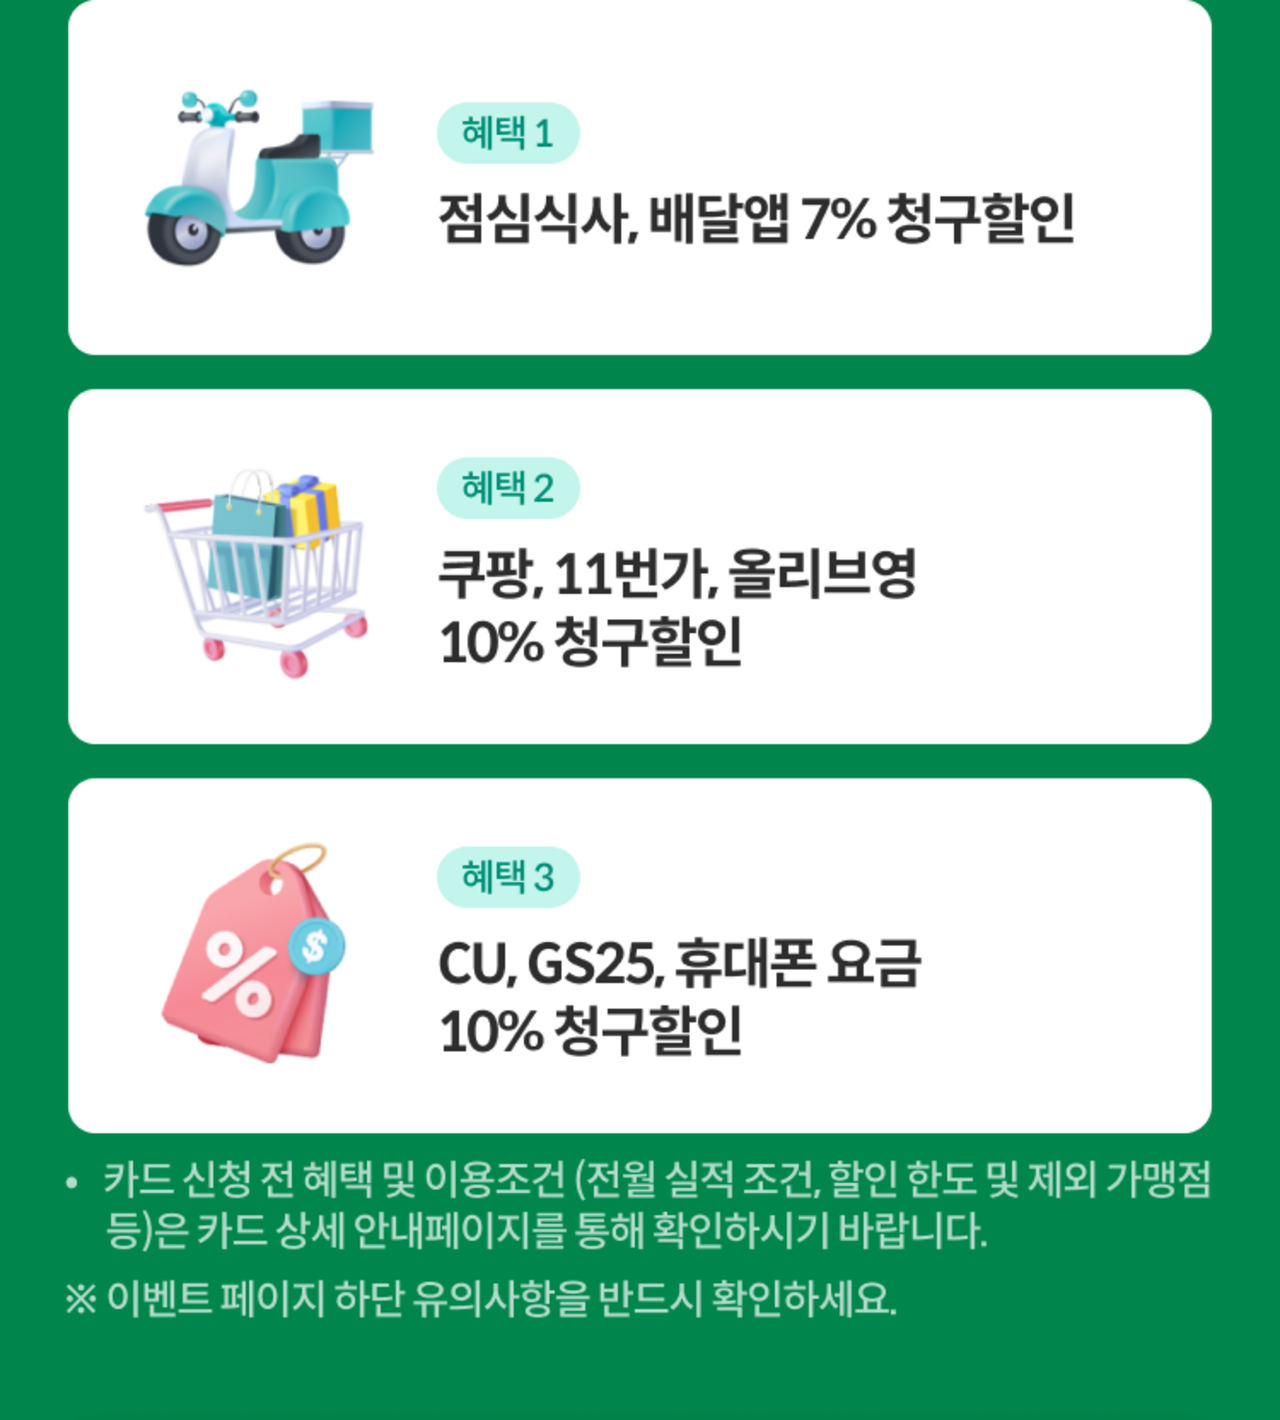 혜택 1
점심식사, 배달앱 7% 청구할인
혜택 2
쿠팡, 11번가, 올리브영
10% 청구할인
%
$
혜택 3
CU, GS25, 휴대폰 요금
10% 청구할인
• 카드 신청 전 혜택 및 이용조건 (전월 실적 조건, 할인 한도 및 제외 가맹점
등)은 카드 상세 안내페이지를 통해 확인하시기 바랍니다.
※ 이벤트 페이지 하단 유의사항을 반드시 확인하세요.